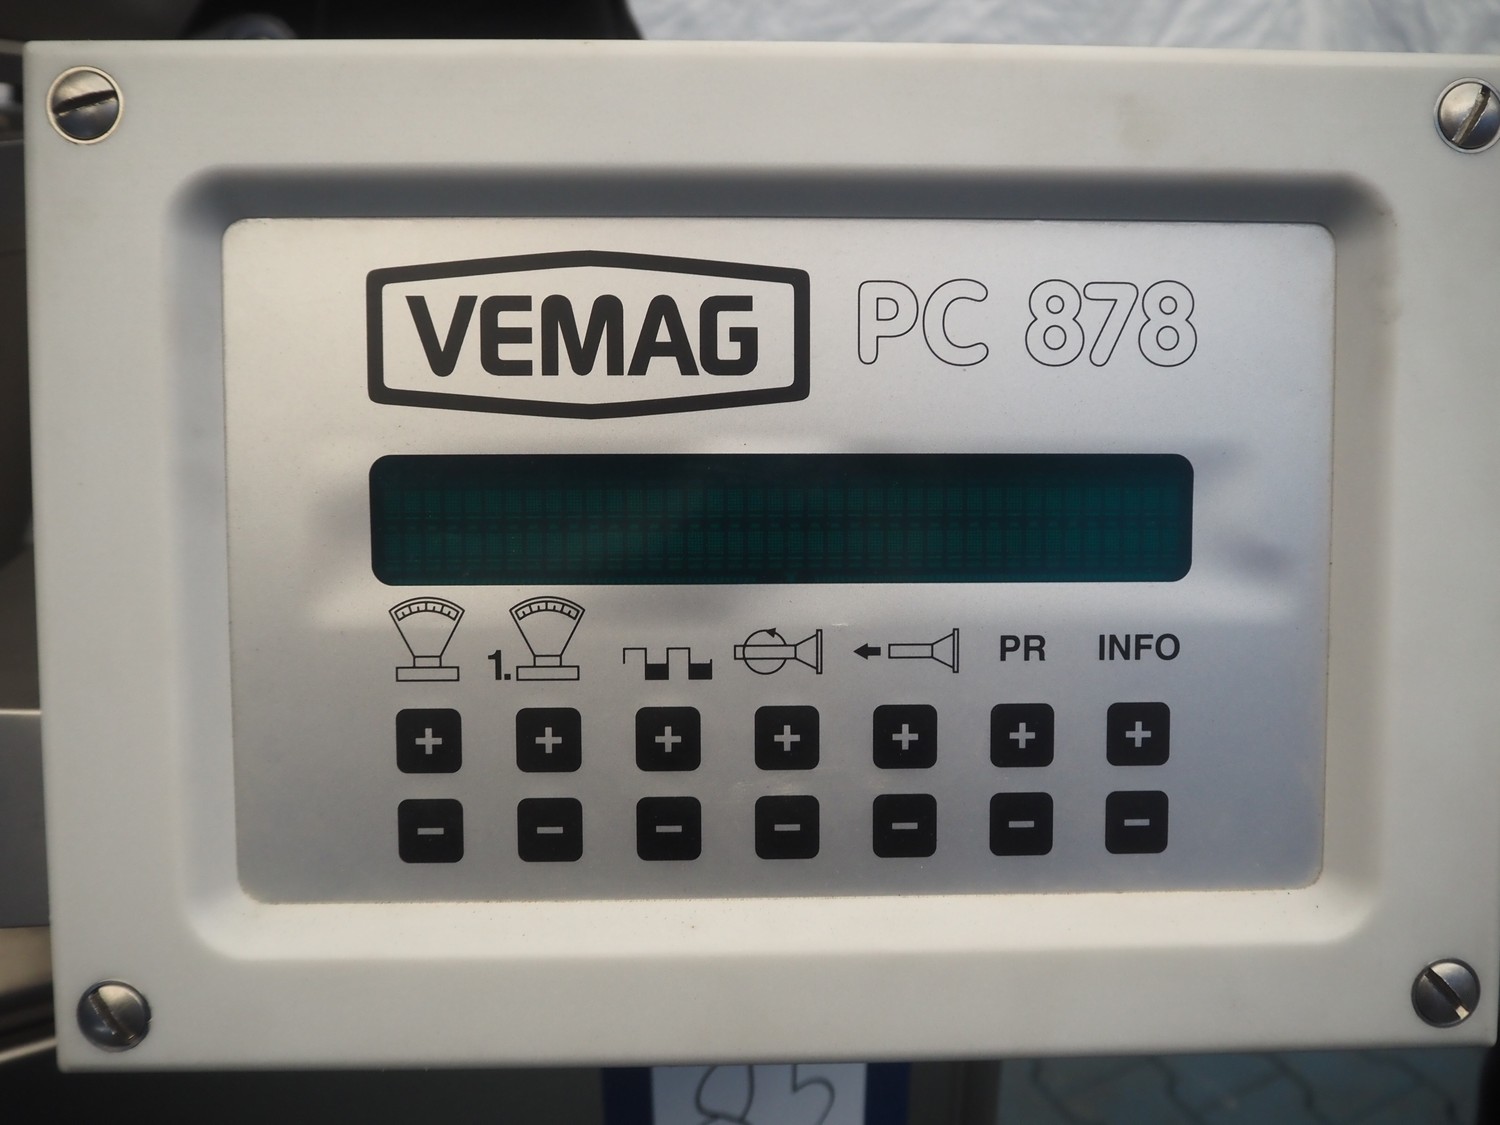 VEMAG PC 878
1.
PR INFO
+ + + + + + +
- - - - - - -